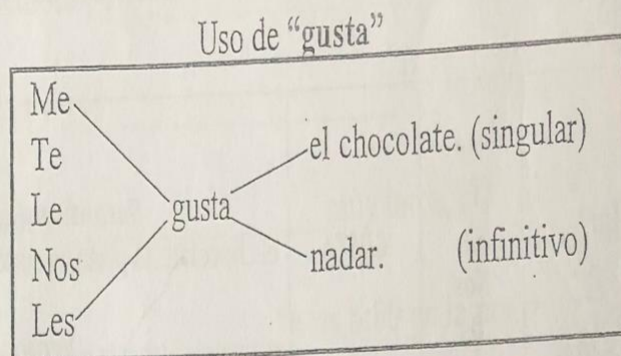 Uso de “gusta”
Me
el chocolate. (singular)
Te
Le
gusta
Nos
nadar. (infinitivo)
Les